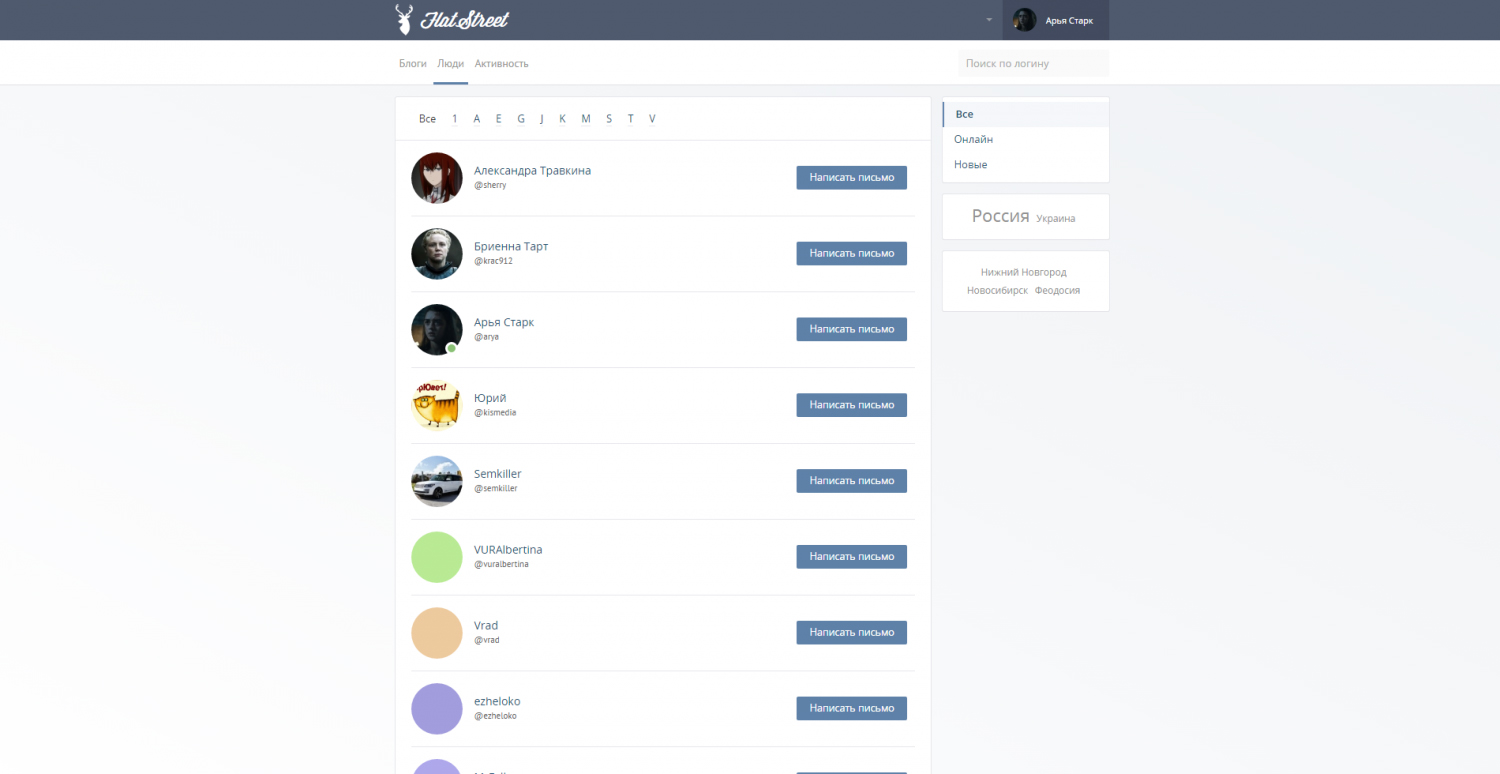 Flat Street
Арья Старк
Блоги Люди Активность
Поиск по логину
Все 1 A E G J K M S T V
Александра Травкина
@sherry
Написать письмо
Бриенна Тарт
@krac912
Написать письмо
Арья Старк
@arya
Написать письмо
Юрий
@kismedia
Написать письмо
Semkiller
@semkiller
Написать письмо
VURAlbertina
@vuralbertina
Написать письмо
Vrad
@vrad
Написать письмо
ezheloko
@ezheloko
Написать письмо
Все
Онлайн
Новые
Россия Украина
Нижний Новгород
Новосибирск Феодосия